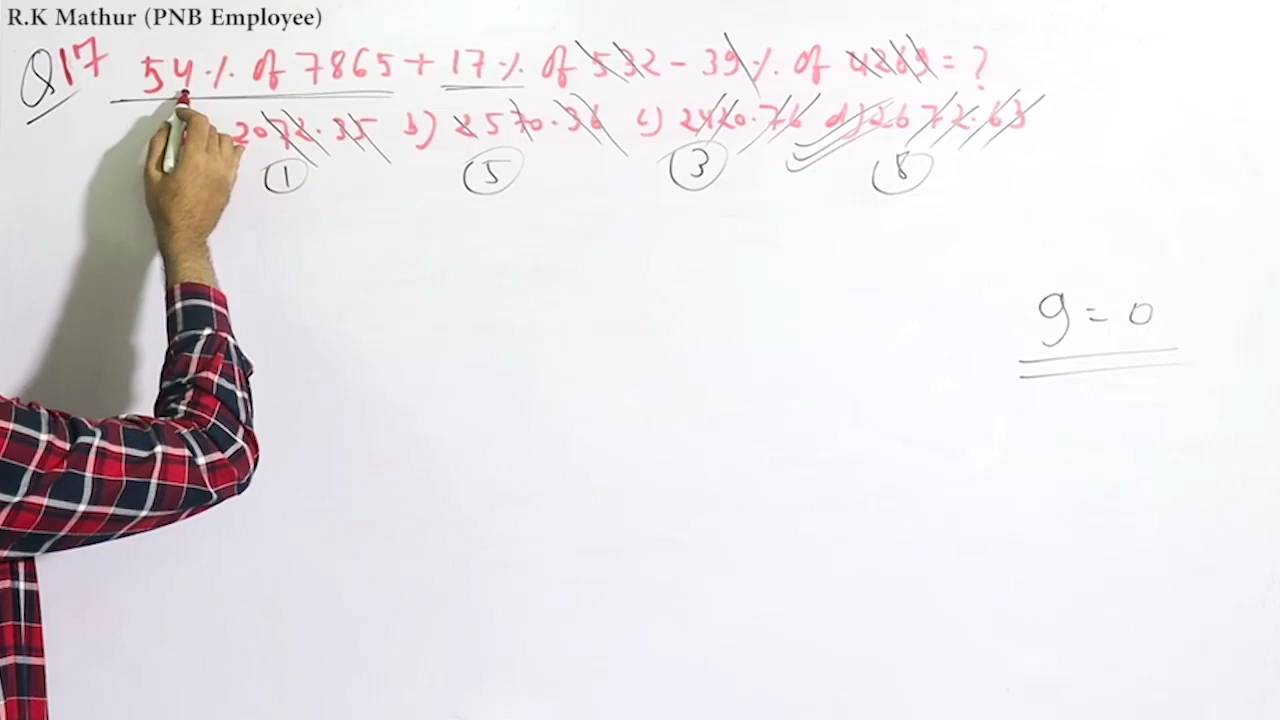 R.K Mathur (PNB Employee)
Q17 54% of 7865 + 17% of 532 - 39% of 4269 = ?
2072.35 b) 2570.36 c) 2420.76 d) 2672.63
1 5 3 8
9 = 0